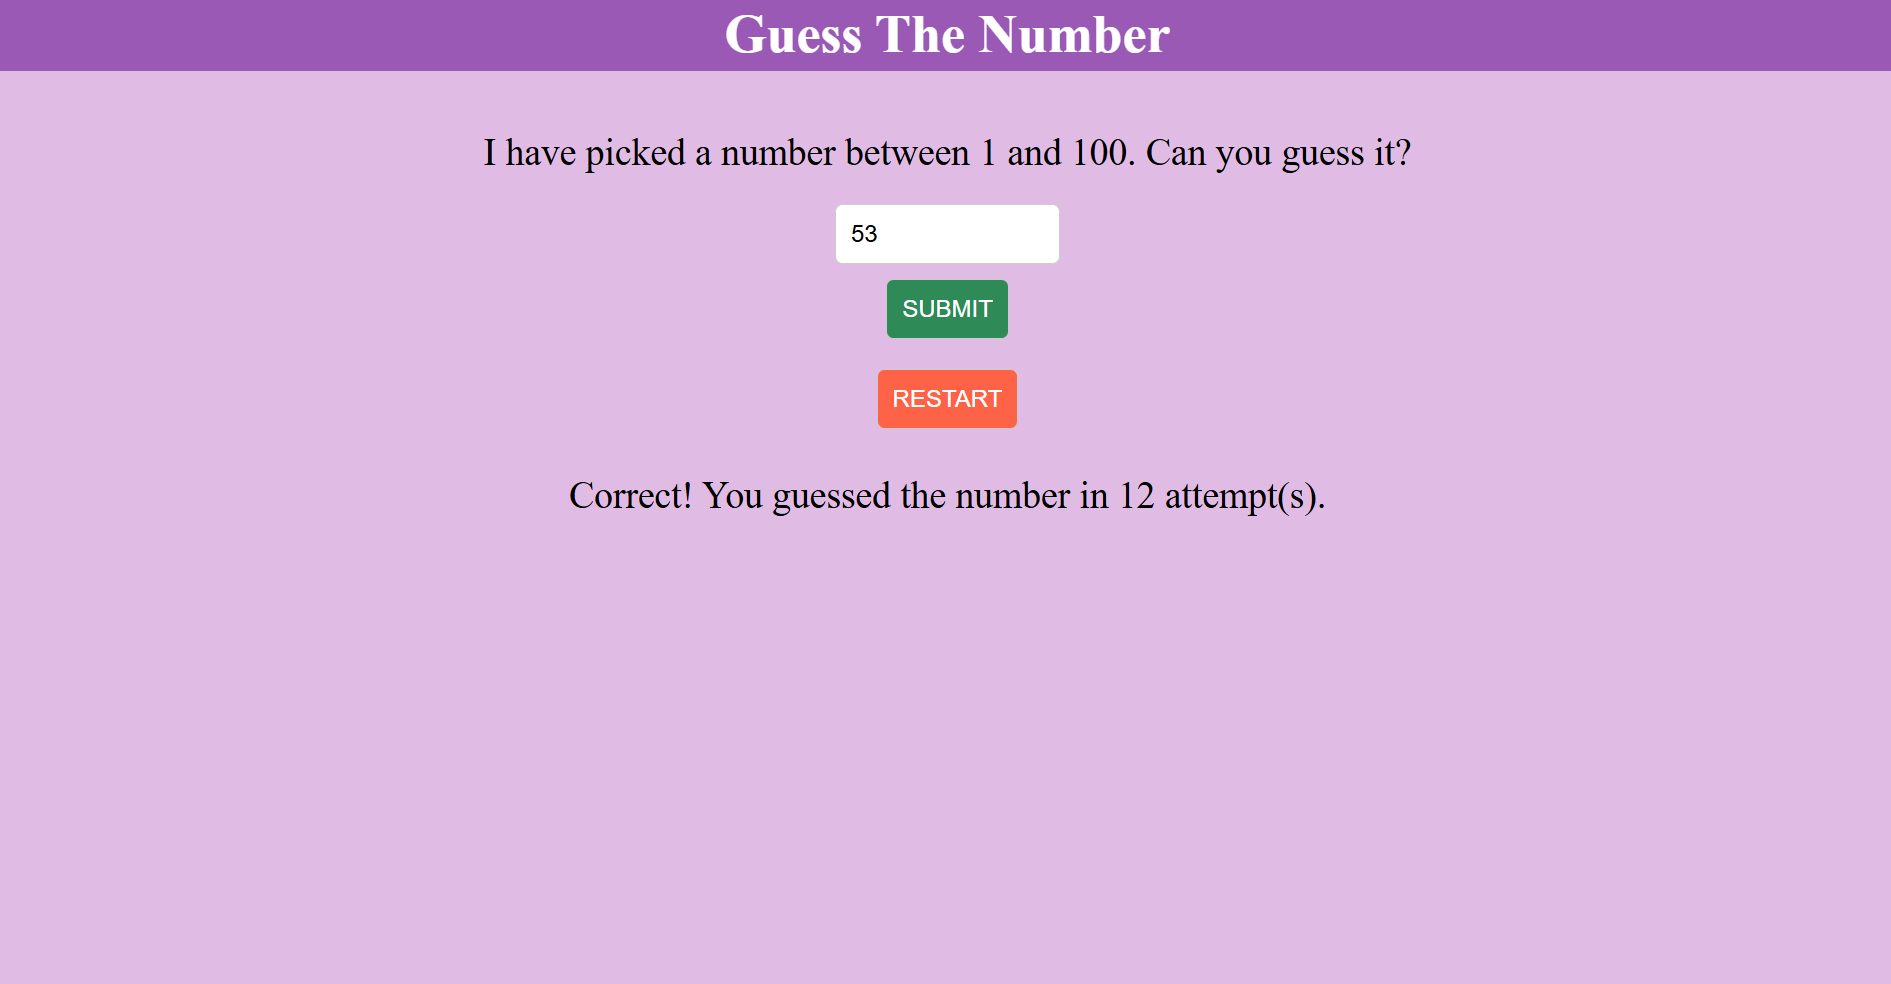 Guess The Number
I have picked a number between 1 and 100. Can you guess it?
53
SUBMIT
RESTART
Correct! You guessed the number in 12 attempt(s).